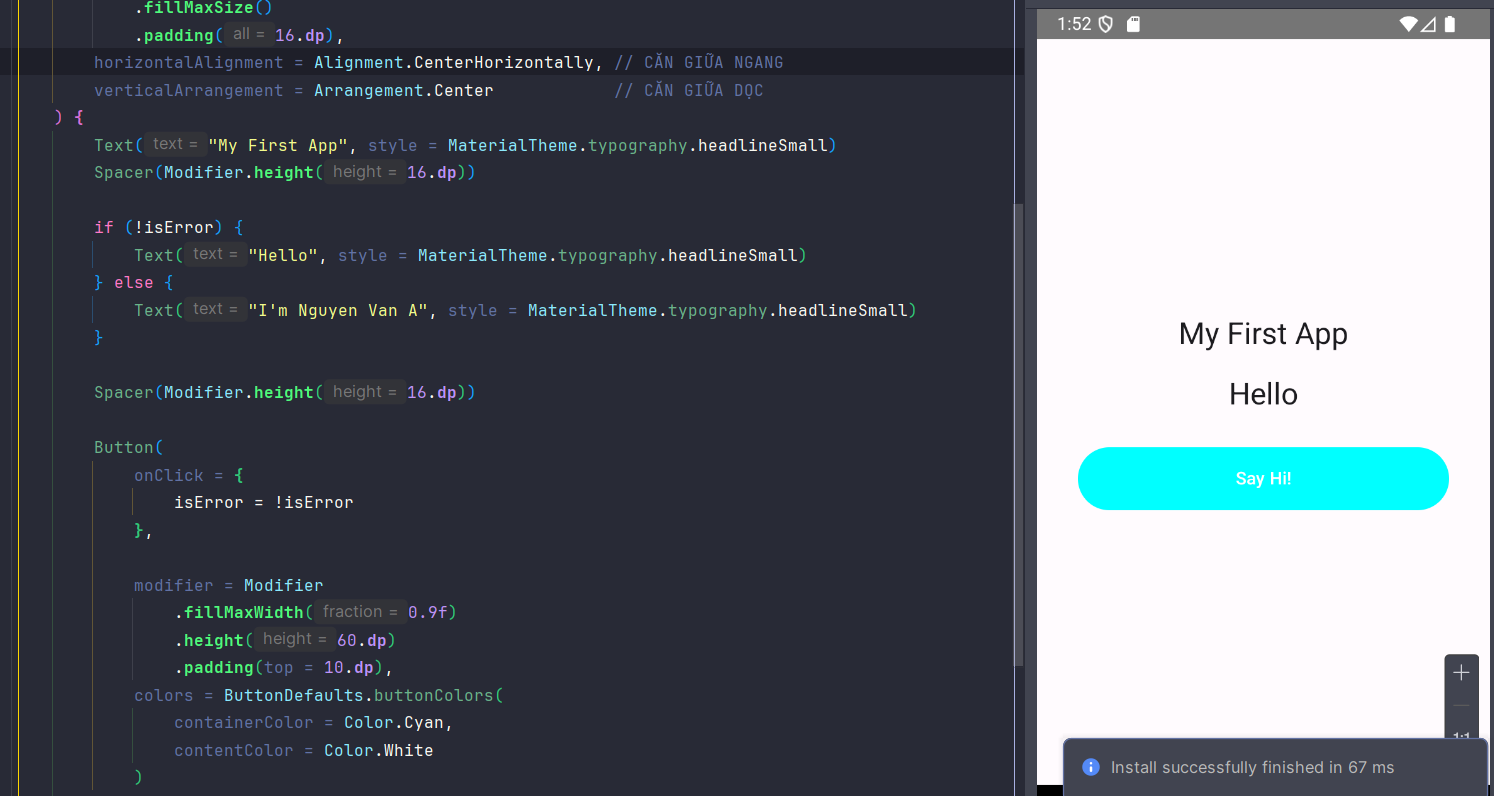 .fillMaxSize()
.padding( all = 16.dp),
horizontalAlignment = Alignment.CenterHorizontally, // CĂN GIỮA NGANG
verticalArrangement = Arrangement.Center // CĂN GIỮA DỌC
) {
Text( text = "My First App", style = MaterialTheme.typography.headlineSmall)
Spacer(Modifier.height( height = 16.dp))
if (!isError) {
Text( text = "Hello", style = MaterialTheme.typography.headlineSmall)
} else {
Text( text = "I'm Nguyen Van A", style = MaterialTheme.typography.headlineSmall)
}
Spacer(Modifier.height( height = 16.dp))
Button(
onClick = {
isError = !isError
},
modifier = Modifier
.fillMaxWidth( fraction = 0.9f)
.height( height = 60.dp)
.padding(top = 10.dp),
colors = ButtonDefaults.buttonColors(
containerColor = Color.Cyan,
contentColor = Color.White
)
1:52
My First App
Hello
Say Hi!
1:1
Install successfully finished in 67 ms